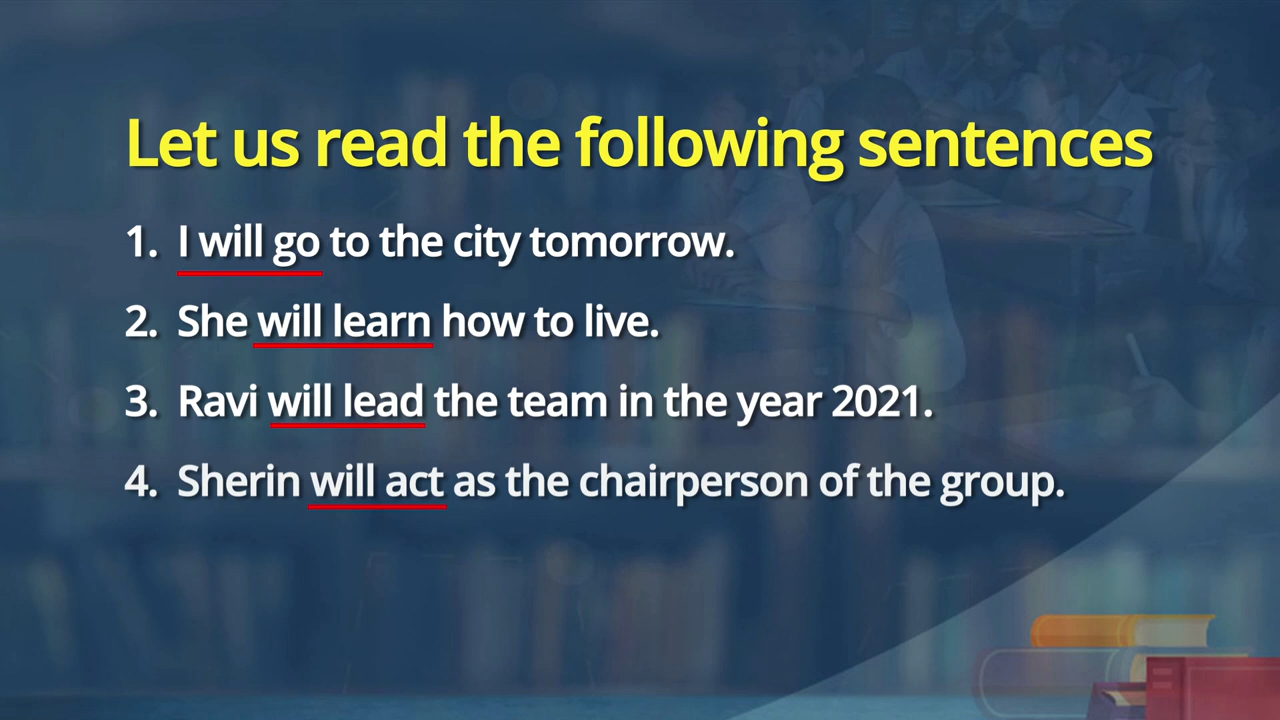 Let us read the following sentences
1. I will go to the city tomorrow.
2. She will learn how to live.
3. Ravi will lead the team in the year 2021.
4. Sherin will act as the chairperson of the group.